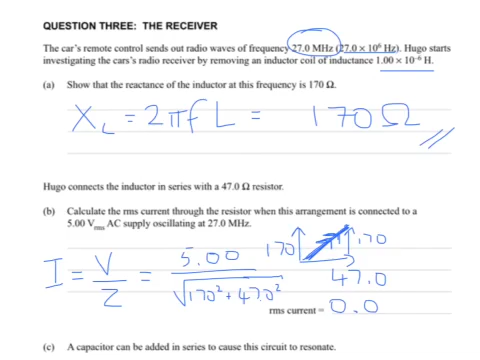 QUESTION THREE: THE RECEIVER
The car's remote control sends out radio waves of frequency 27.0 MHz (27.0 × 10⁶ Hz). Hugo starts
investigating the cars's radio receiver by removing an inductor coil of inductance 1.00 × 10⁻⁶ H.
(a) Show that the reactance of the inductor at this frequency is 170 Ω.
X_L = 2πfL = 170Ω
Hugo connects the inductor in series with a 47.0 Ω resistor.
(b) Calculate the rms current through the resistor when this arrangement is connected to a
5.00 V_rms AC supply oscillating at 27.0 MHz.
I = V/Z = 5.00/√(170² + 47.0²)
170
170
47.0
rms current = 0.0
(c) A capacitor can be added in series to cause this circuit to resonate.